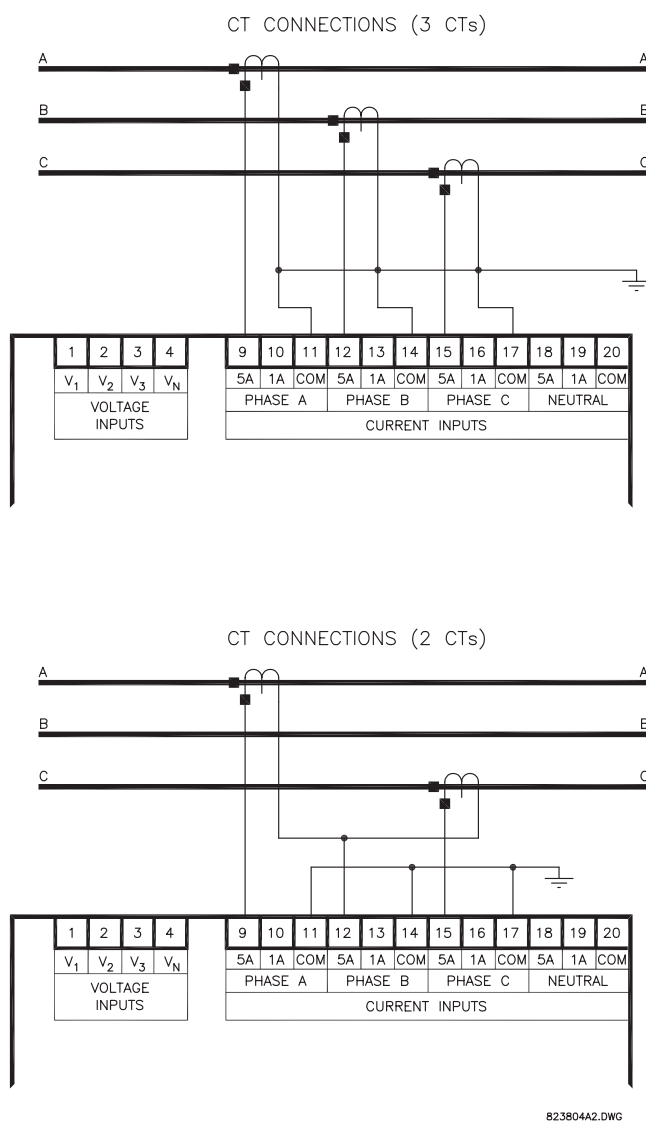 CT CONNECTIONS (3 CTs)
A A
B B
C C
1 2 3 4 9 10 11 12 13 14 15 16 17 18 19 20
V1 V2 V3 VN 5A 1A COM 5A 1A COM 5A 1A COM 5A 1A COM
VOLTAGE INPUTS PHASE A PHASE B PHASE C NEUTRAL
CURRENT INPUTS
CT CONNECTIONS (2 CTs)
A A
B B
C C
1 2 3 4 9 10 11 12 13 14 15 16 17 18 19 20
V1 V2 V3 VN 5A 1A COM 5A 1A COM 5A 1A COM 5A 1A COM
VOLTAGE INPUTS PHASE A PHASE B PHASE C NEUTRAL
CURRENT INPUTS
823804A2.DWG